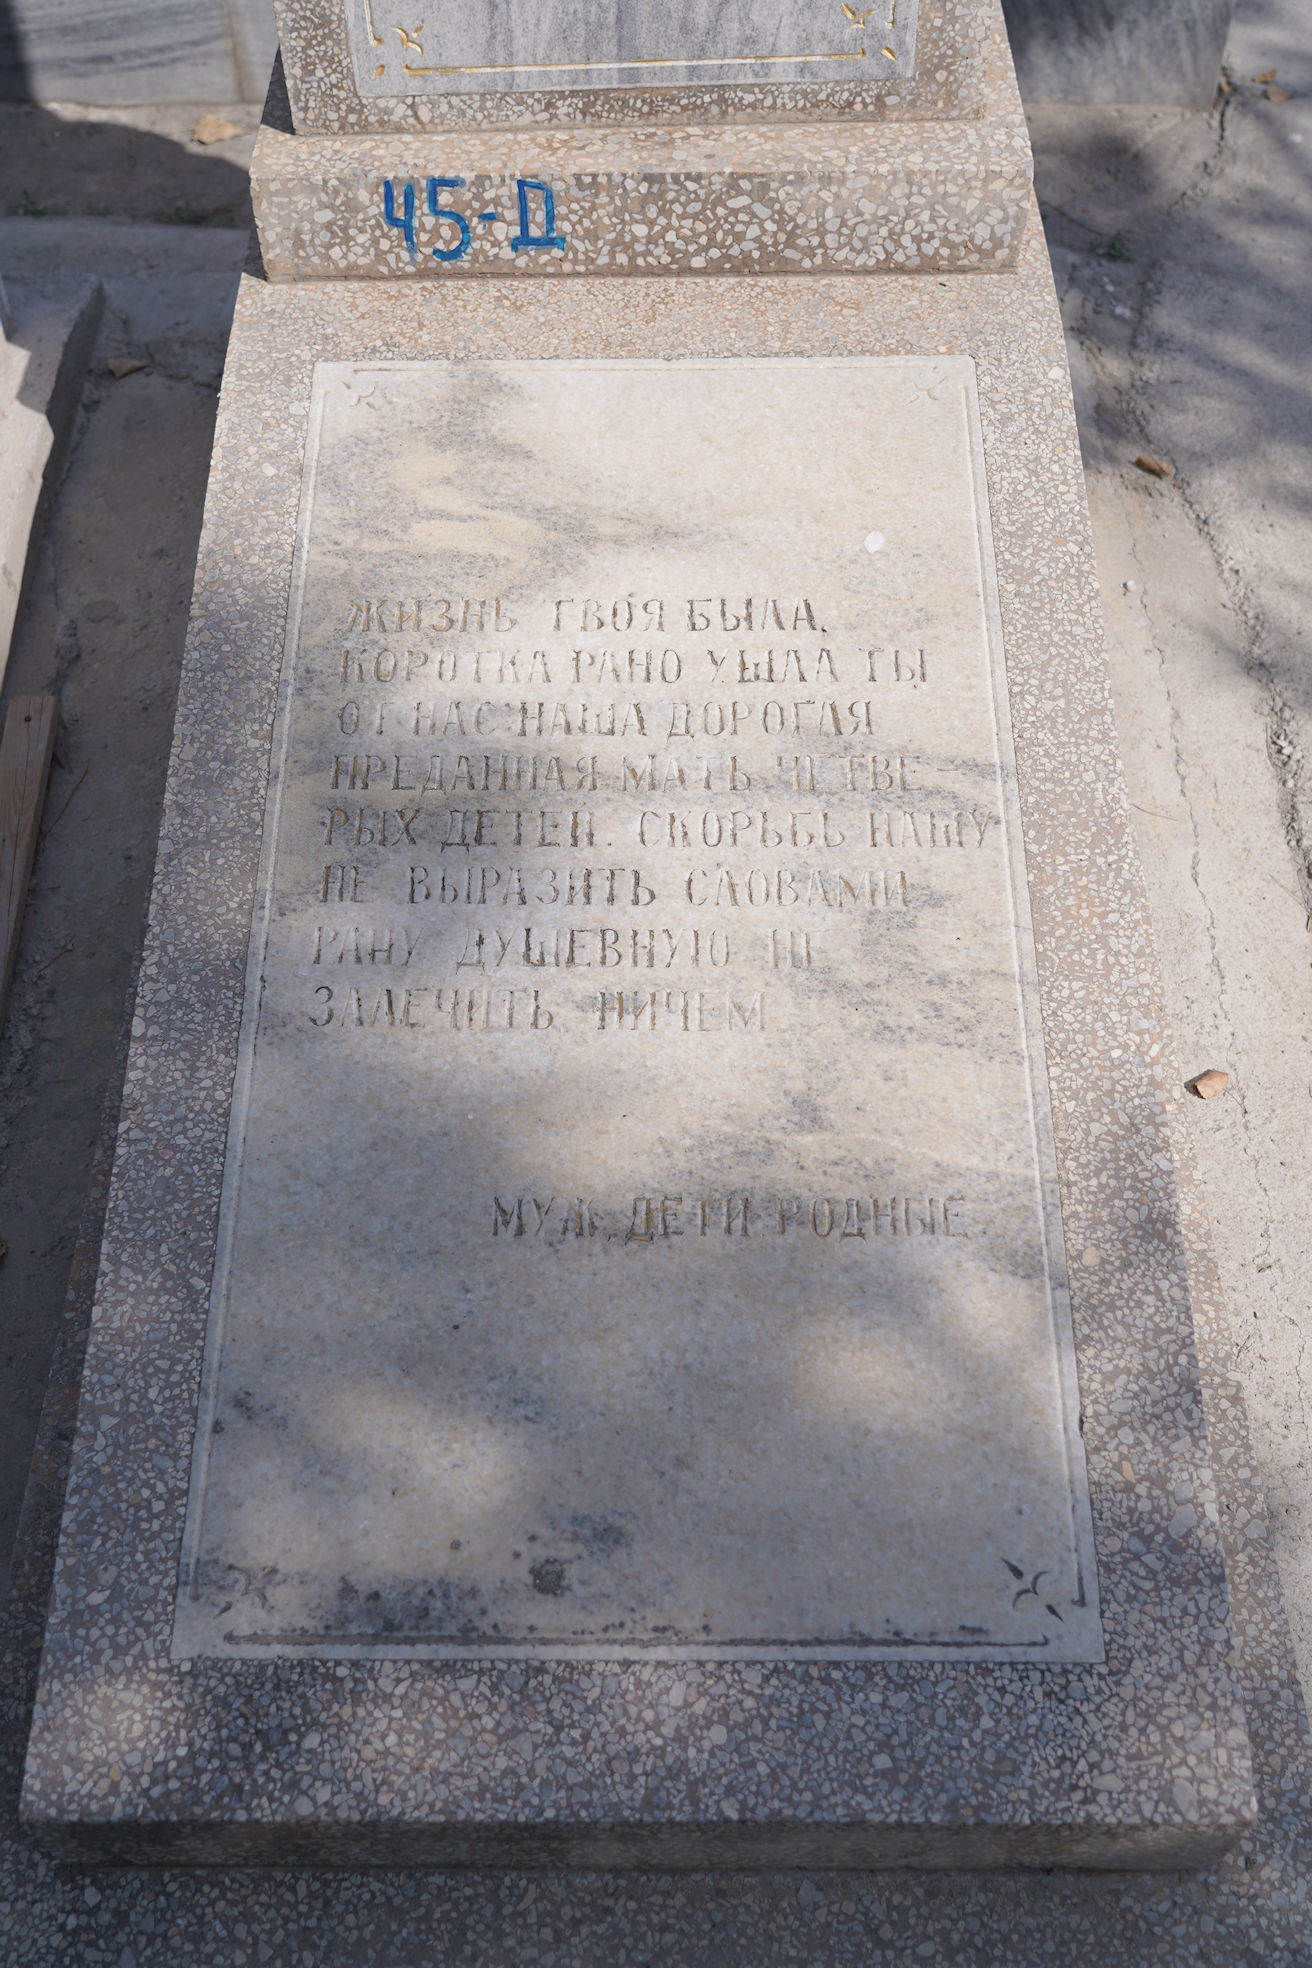 45-Д
ЖИЗНЬ ТВОЯ БЫЛА.
КОРОТКА РАНО УШЛА ТЫ
ОТ НАС НАША ДОРОГАЯ
ПРЕДАННАЯ МАТЬ ЧЕТВЕ-
РЫХ ДЕТЕЙ. СКОРЬБЬ НАШУ
НЕ ВЫРАЗИТЬ СЛОВАМИ
РАНУ ДУШЕВНУЮ НЕ
ЗАЛЕЧИТЬ НИЧЕМ
МУЖ, ДЕТИ РОДНЫЕ